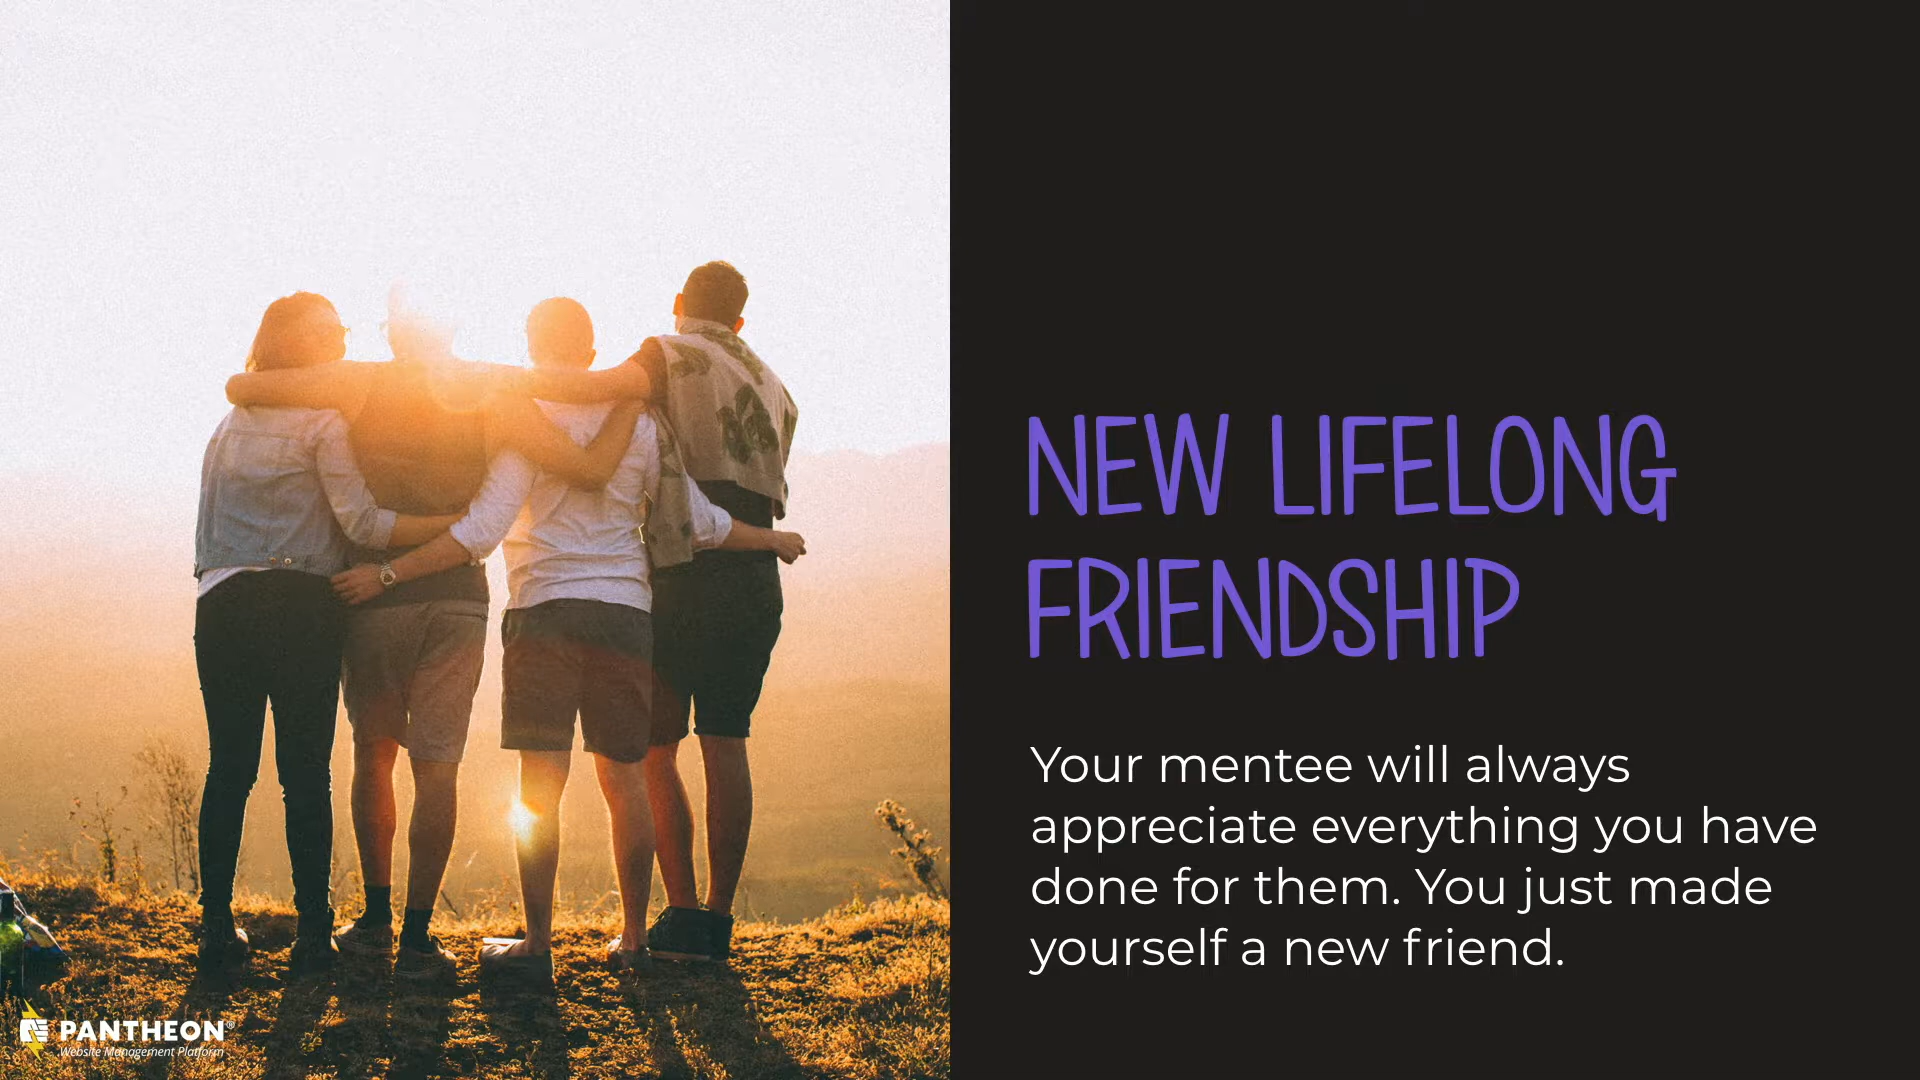 NEW LIFELONG
FRIENDSHIP
Your mentee will always
appreciate everything you have
done for them. You just made
yourself a new friend.
PANTHEON®
Website Management Platform